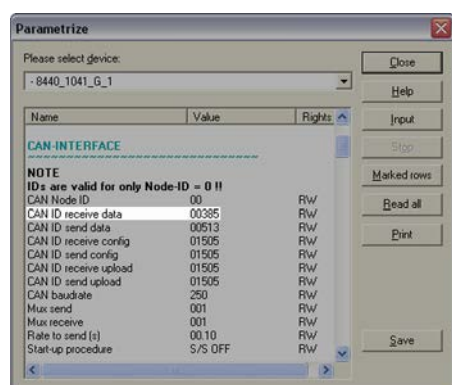 Parametrize
Please select device:
- 8440_1041_G_1
Close
Help
Name Value Rights
Input
CAN-INTERFACE
Stop
NOTE
Marked rows
IDs are valid for only Node-ID = 0 !!
CAN Node ID 00 RW
Read all
CAN ID receive data 00385 RW
CAN ID send data 00513 RW
Print
CAN ID receive config 01505 RW
CAN ID send config 01505 RW
CAN ID receive upload 01505 RW
CAN ID send upload 01505 RW
CAN baudrate 250 RW
Mux send 001 RW
Mux receive 001 RW
Rate to send (s) 00.10 RW
Start-up procedure S/S OFF RW
Save